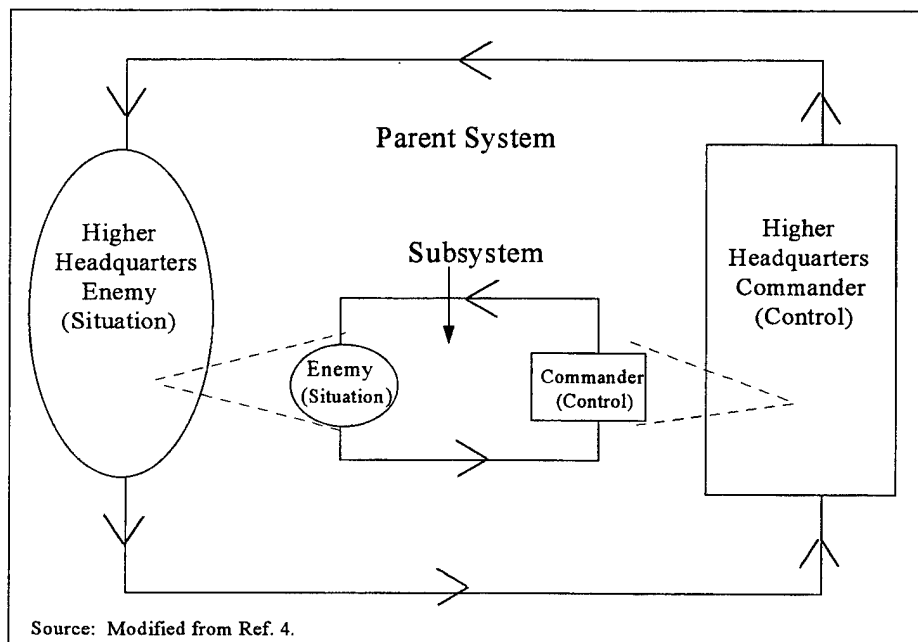 Parent System
Higher
Headquarters
Enemy
(Situation)
Higher
Headquarters
Commander
(Control)
Subsystem
Enemy
(Situation)
Commander
(Control)
Source: Modified from Ref. 4.